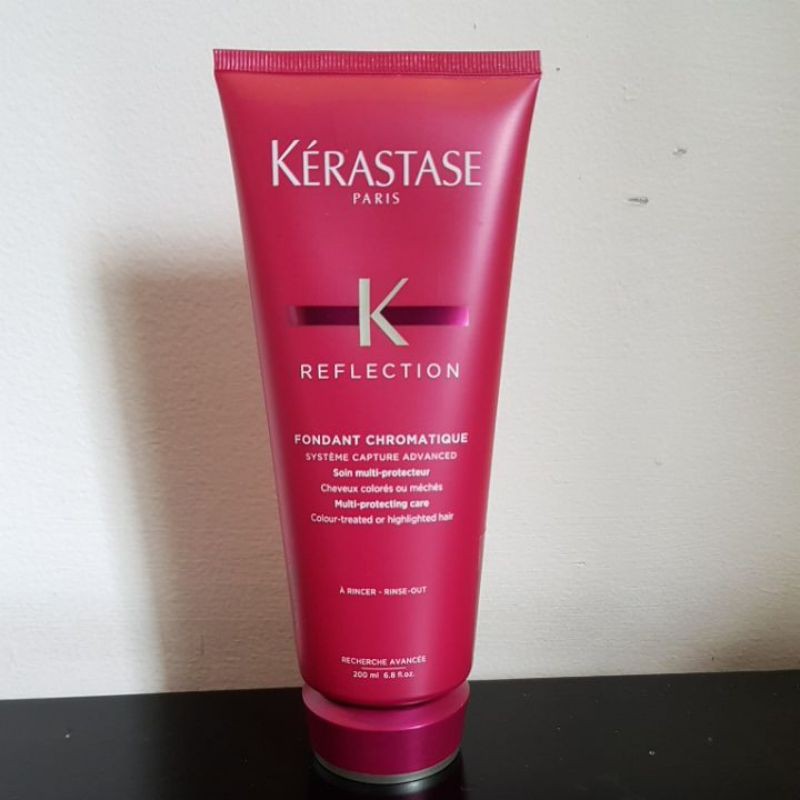 KÉRASTASE
PARIS
K
REFLECTION
FONDANT CHROMATIQUE
SYSTÈME CAPTURE ADVANCED
Soin multi-protecteur
Cheveux colorés ou méchés
Multi-protecting care
Colour-treated or highlighted hair
À RINCER - RINSE-OUT
RECHERCHE AVANCÉE
200 ml 6.8 fl.oz.